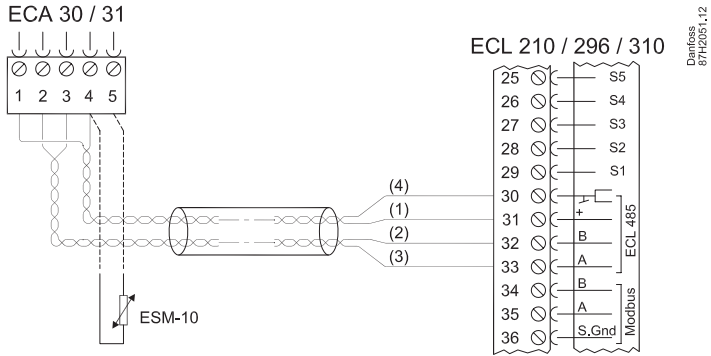 ECA 30 / 31
1 2 3 4 5
ESM-10
(4)
(1)
(2)
(3)
ECL 210 / 296 / 310
25 S5
26 S4
27 S3
28 S2
29 S1
30
31 +
32 B
33 A
34 B
35 A
36 S.Gnd
ECL 485
Modbus
Danfoss
87H2051.12